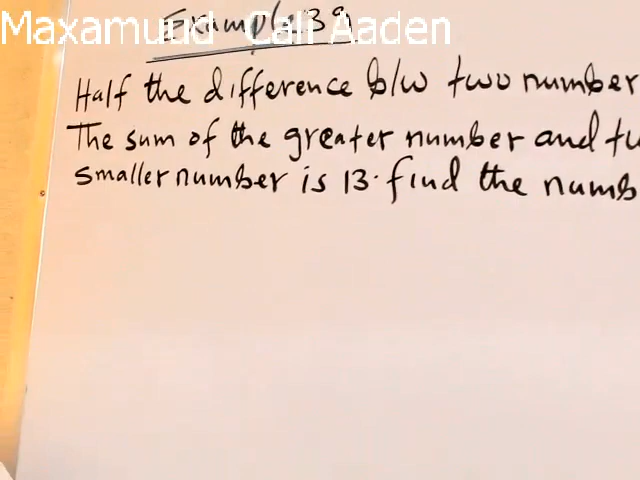 Maxamuud Cali Aaden
Example 39
Half the difference b/w two number
The sum of the greater number and
smaller number is 13. find the numb